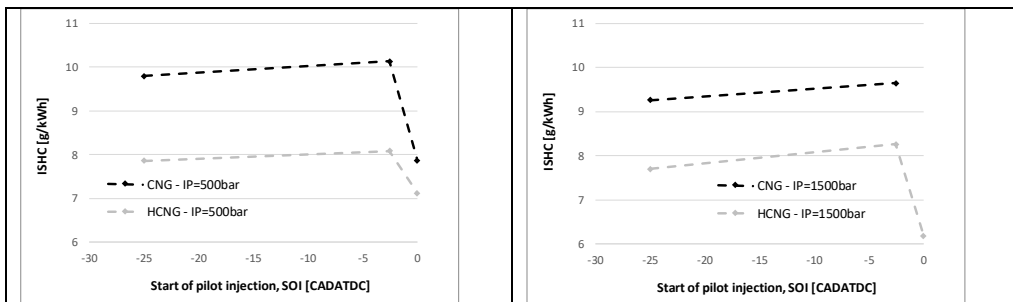 11
10
9
8
7
6
ISHC [g/kWh]
CNG - IP=500bar
HCNG - IP=500bar
-30 -25 -20 -15 -10 -5 0
Start of pilot injection, SOI [CADATDC]
11
10
9
8
7
6
ISHC [g/kWh]
CNG - IP=1500bar
HCNG - IP=1500bar
-30 -25 -20 -15 -10 -5 0
Start of pilot injection, SOI [CADATDC]